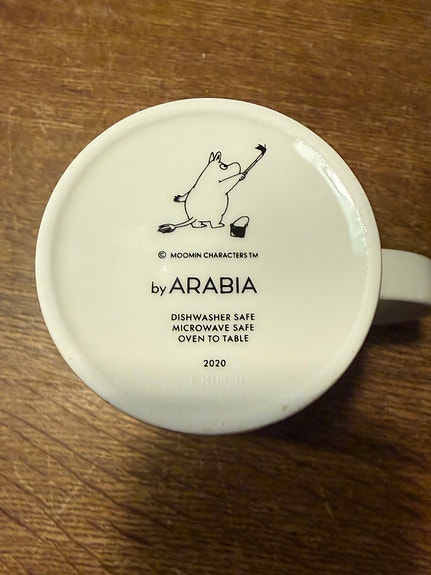 © MOOMIN CHARACTERS™
by ARABIA
DISHWASHER SAFE
MICROWAVE SAFE
OVEN TO TABLE
2020